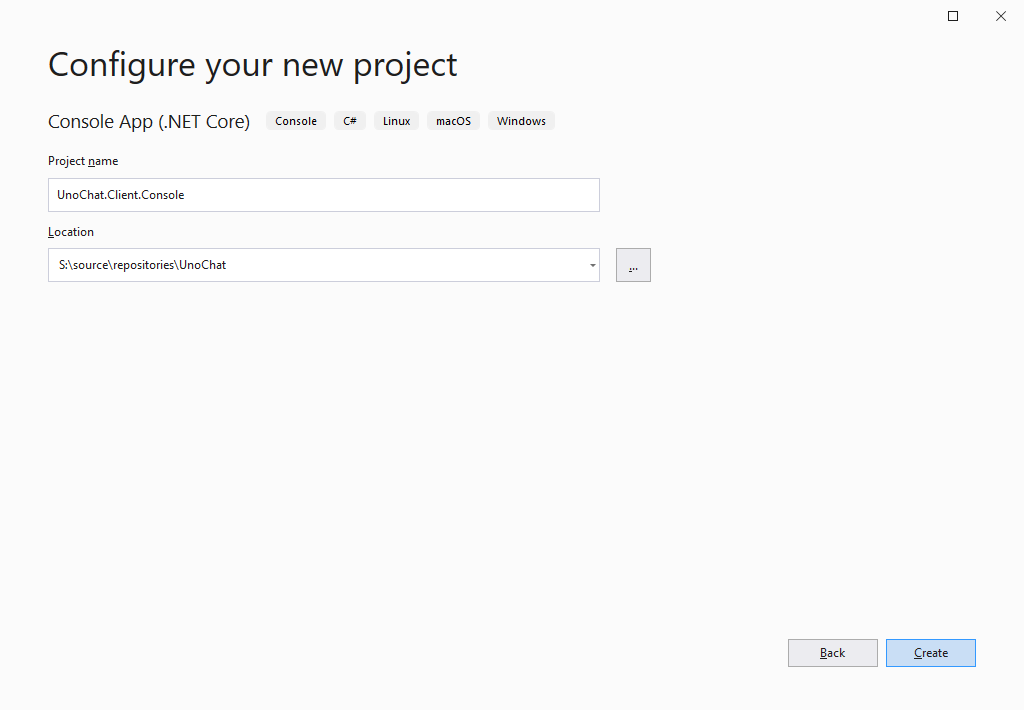 Configure your new project
Console App (.NET Core) Console C# Linux macOS Windows
Project name
UnoChat.Client.Console
Location
S:\source\repositories\UnoChat
...
Back Create